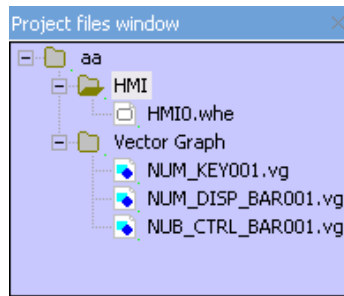 Project files window
aa
HMI
HMI0.whe
Vector Graph
NUM_KEY001.vg
NUM_DISP_BAR001.vg
NUB_CTRL_BAR001.vg